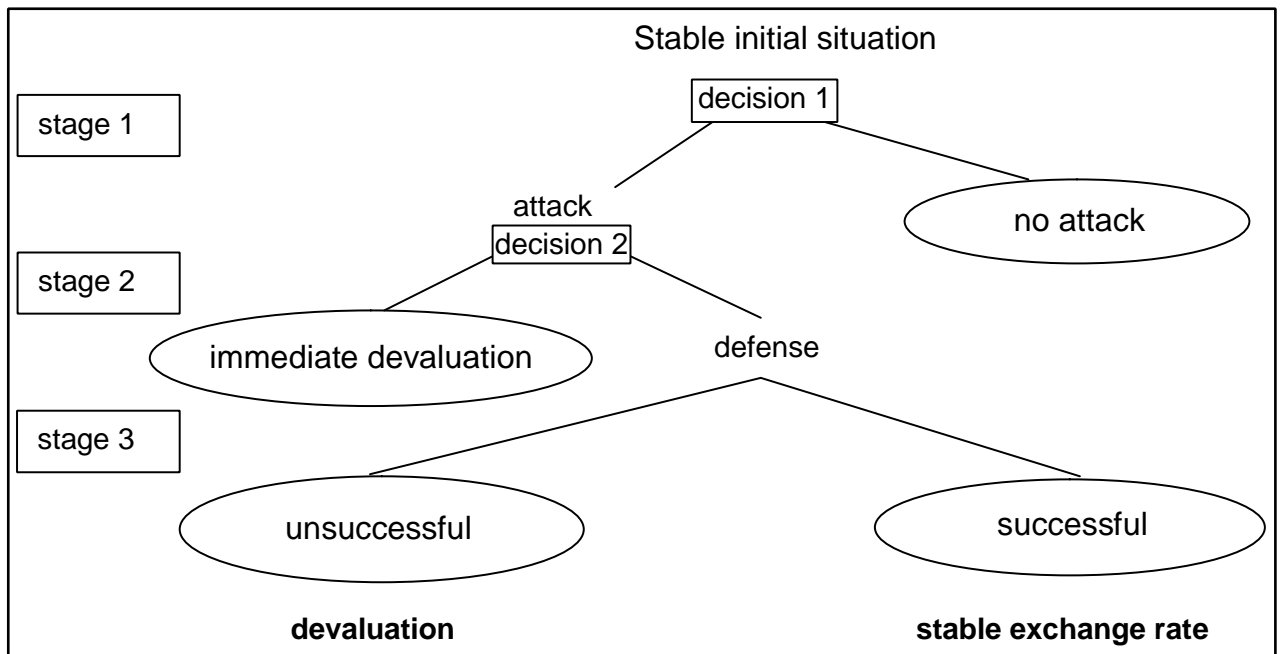 Stable initial situation
decision 1
stage 1
attack
no attack
decision 2
stage 2
immediate devaluation
defense
stage 3
unsuccessful
successful
devaluation
stable exchange rate